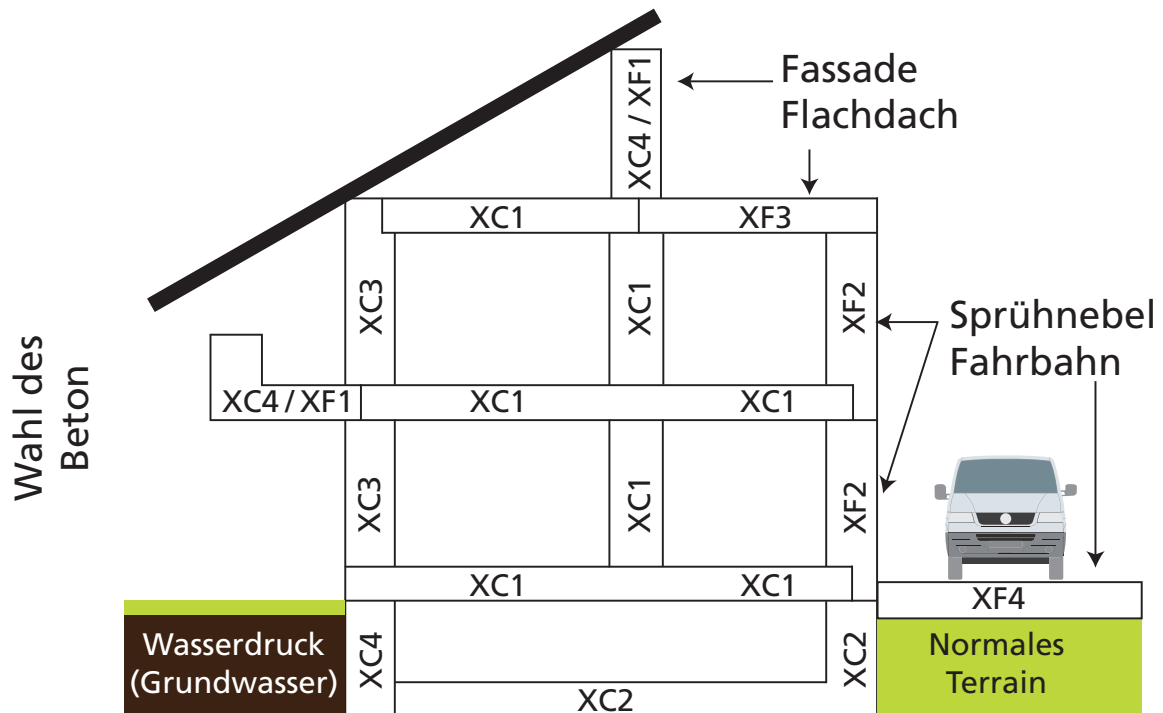 Fassade
Flachdach
XC4 / XF1
XC1
XF3
XC3
XC1
XF2
Sprühnebel
Fahrbahn
Wahl des
Beton
XC4 / XF1
XC1
XC1
XC3
XC1
XF2
XC1
XC1
XF4
Wasserdruck
(Grundwasser)
XC4
XC2
Normales
Terrain
XC2